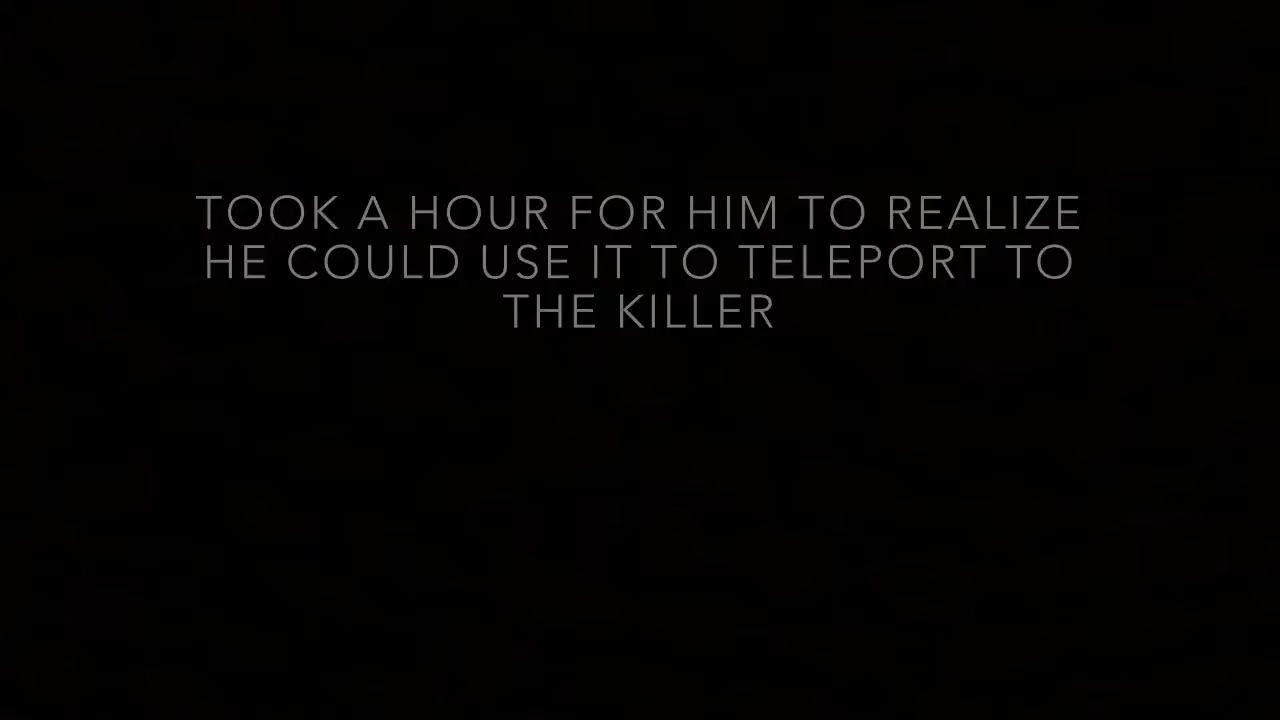 TOOK A HOUR FOR HIM TO REALIZE
HE COULD USE IT TO TELEPORT TO
THE KILLER